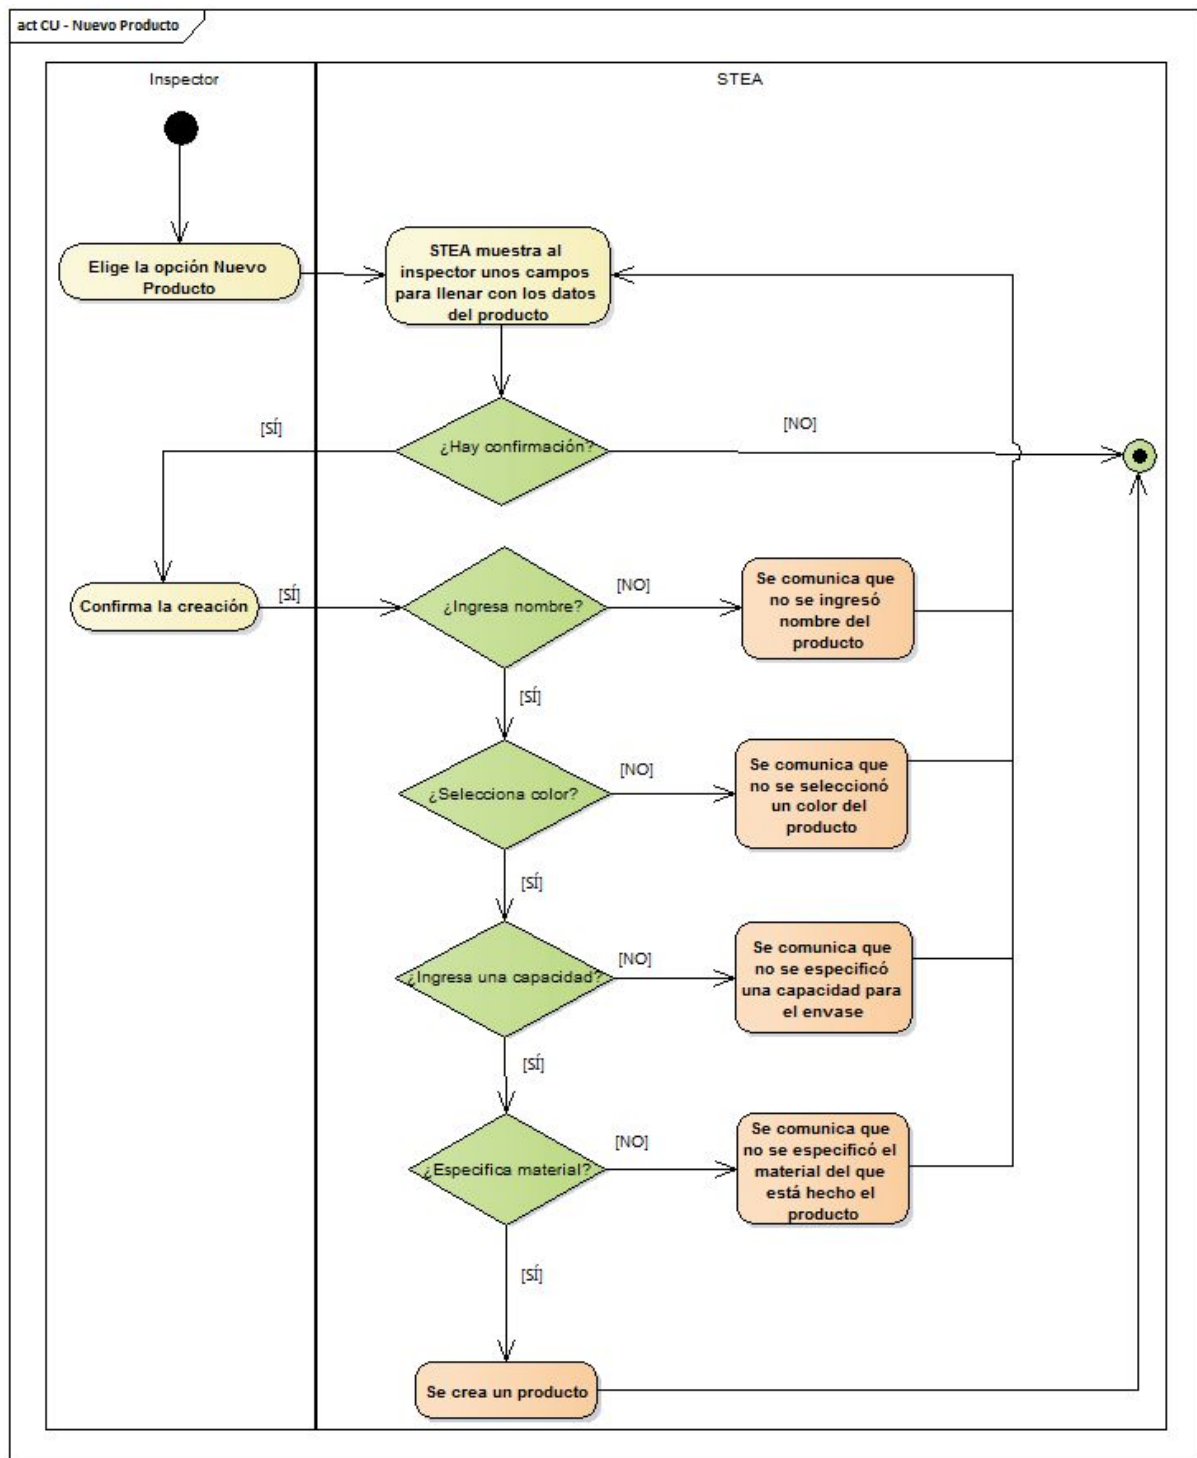 act CU - Nuevo Producto
Inspector
STEA
Elige la opción Nuevo
Producto
STEA muestra al
inspector unos campos
para llenar con los datos
del producto
[SÍ]
¿Hay confirmación?
[NO]
Confirma la creación
[SÍ]
¿Ingresa nombre?
[NO]
Se comunica que
no se ingresó
nombre del
producto
[SÍ]
¿Selecciona color?
[NO]
Se comunica que
no se seleccionó
un color del
producto
[SÍ]
¿Ingresa una capacidad?
[NO]
Se comunica que
no se especificó
una capacidad para
el envase
[SÍ]
¿Especifica material?
[NO]
Se comunica que
no se especificó el
material del que
está hecho el
producto
[SÍ]
Se crea un producto